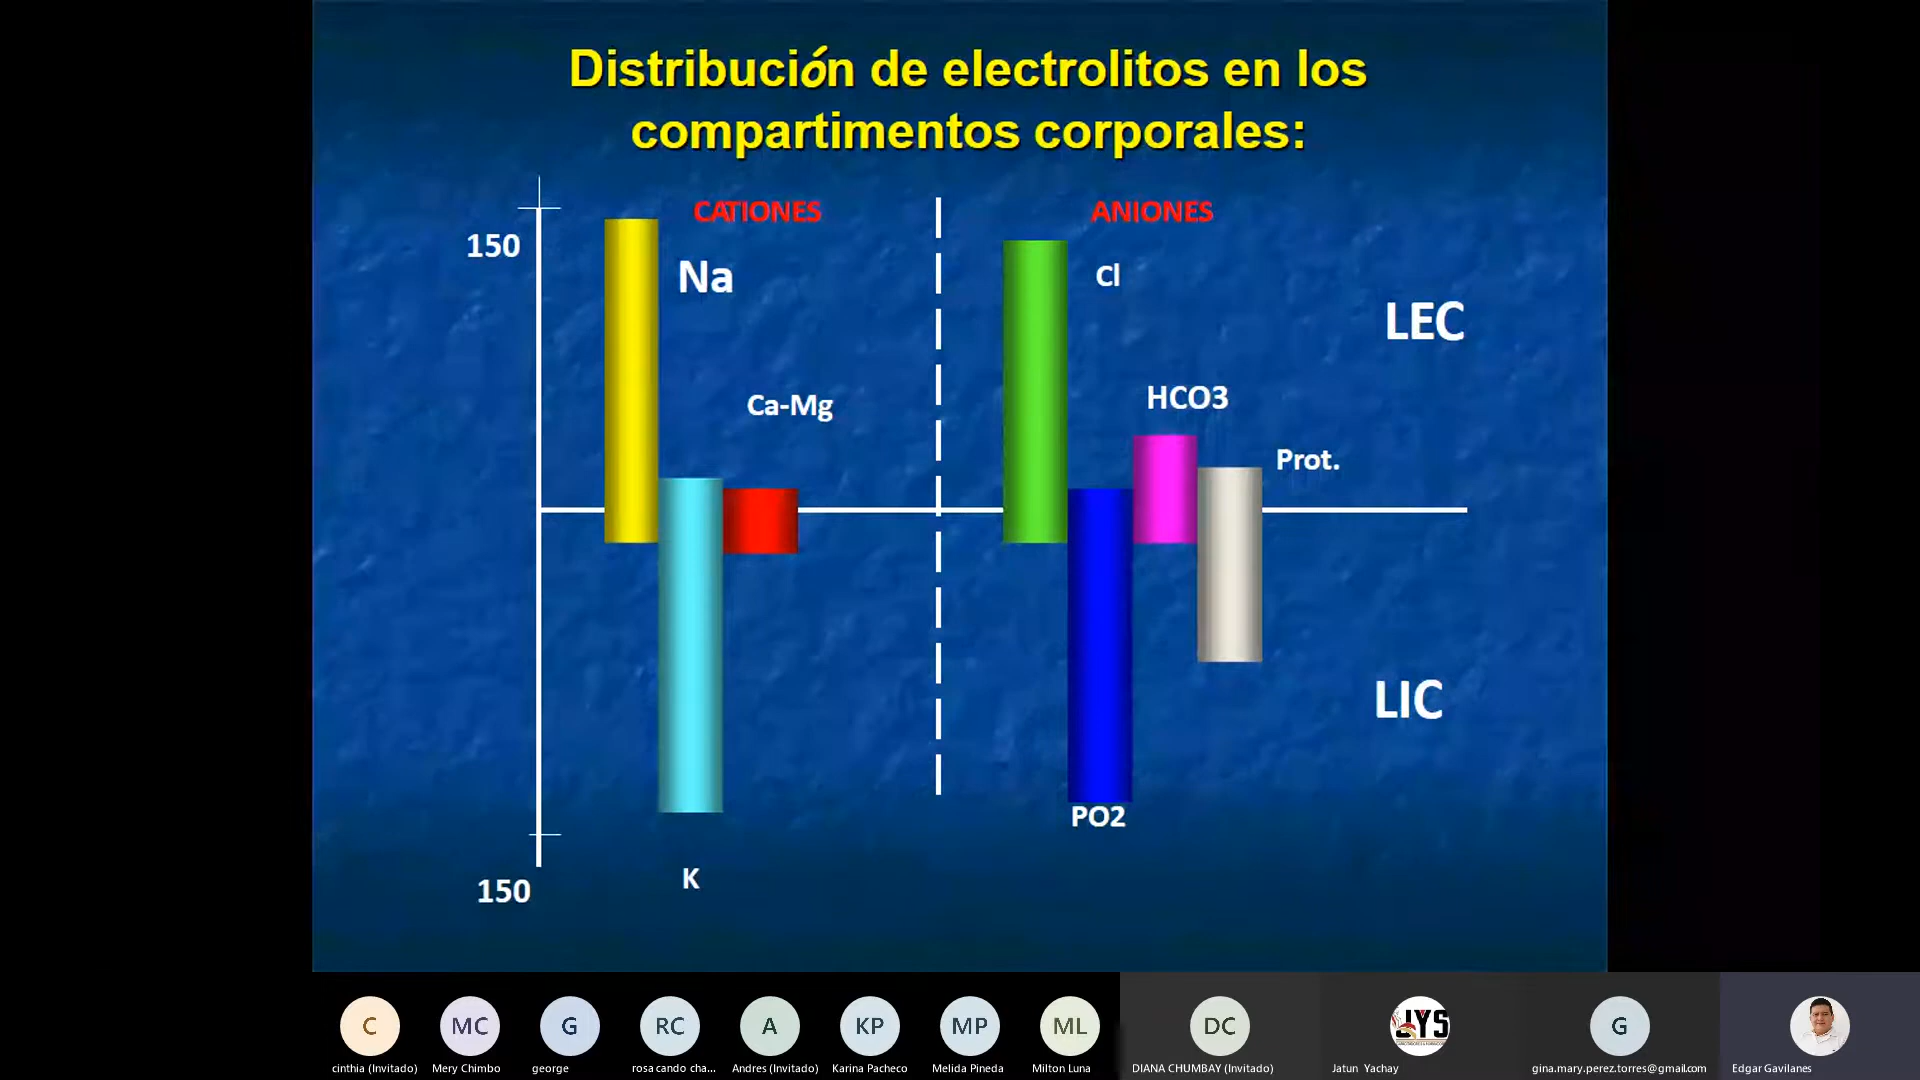 Distribución de electrolitos en los
compartimentos corporales:
CATIONES
ANIONES
150
Na
Cl
LEC
Ca-Mg
HCO3
Prot.
LIC
PO2
K
150
C
MC
G
RC
A
KP
MP
ML
DC
JYS
G
cinthia (Invitado)
Mery Chimbo
george
rosa cando cha...
Andres (Invitado)
Karina Pacheco
Melida Pineda
Milton Luna
DIANA CHUMBAY (Invitado)
Jatun Yachay
gina.mary.perez.torres@gmail.com
Edgar Gavilanes